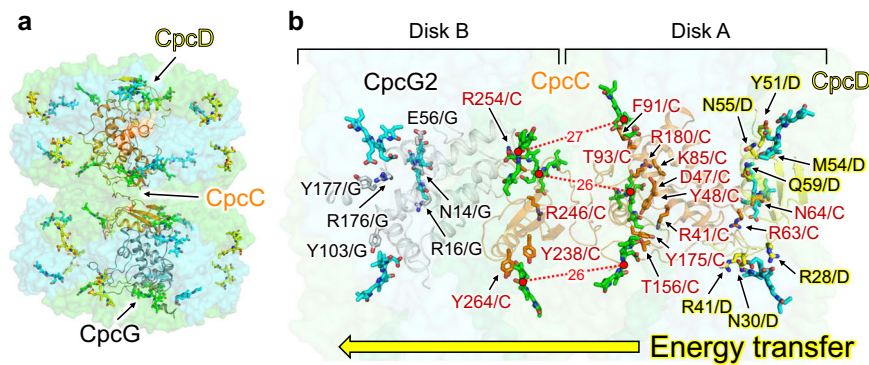 a
CpcD
CpcC
CpcG
b
Disk B
Disk A
CpcG2
CpcC
CpcD
E56/G
Y177/G
R176/G
N14/G
Y103/G
R16/G
R254/C
27
26
26
F91/C
T93/C
R180/C
K85/C
D47/C
Y48/C
R246/C
R41/C
Y238/C
Y175/C
Y264/C
T156/C
Y51/D
N55/D
M54/D
Q59/D
N64/C
R63/C
R28/D
R41/D
N30/D
Energy transfer